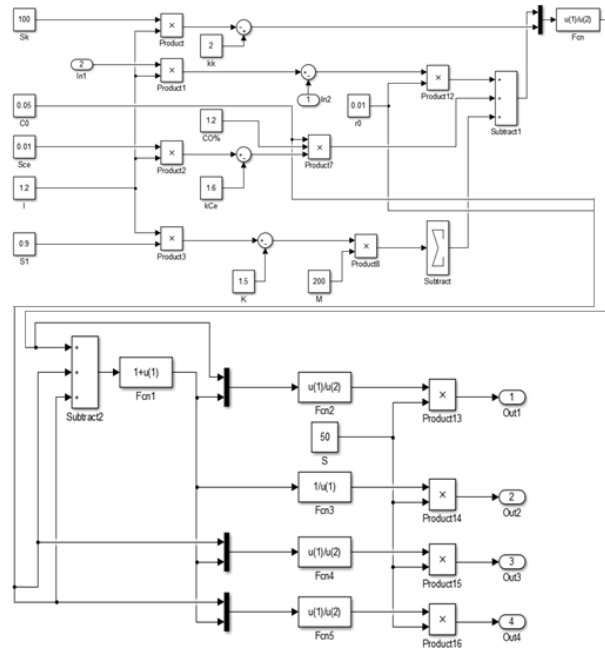 100
Sk
×
Product
+
-
2
kk
u(1)/u(2)
Fcn
2
In1
×
Product1
+
-
1
In2
×
Product12
0.05
C0
1.2
CO%
0.01
r0
+
+
+
Subtract1
0.01
Sce
×
Product2
+
-
1.6
kCe
×
Product7
1.2
I
0.9
S1
×
Product3
+
-
1.5
K
×
Product8
200
M
Subtract
+
+
+
Subtract2
1+u(1)
Fcn1
u(1)/u(2)
Fcn2
×
Product13
1
Out1
50
S
1/u(1)
Fcn3
×
Product14
2
Out2
u(1)/u(2)
Fcn4
×
Product15
3
Out3
u(1)/u(2)
Fcn5
×
Product16
4
Out4